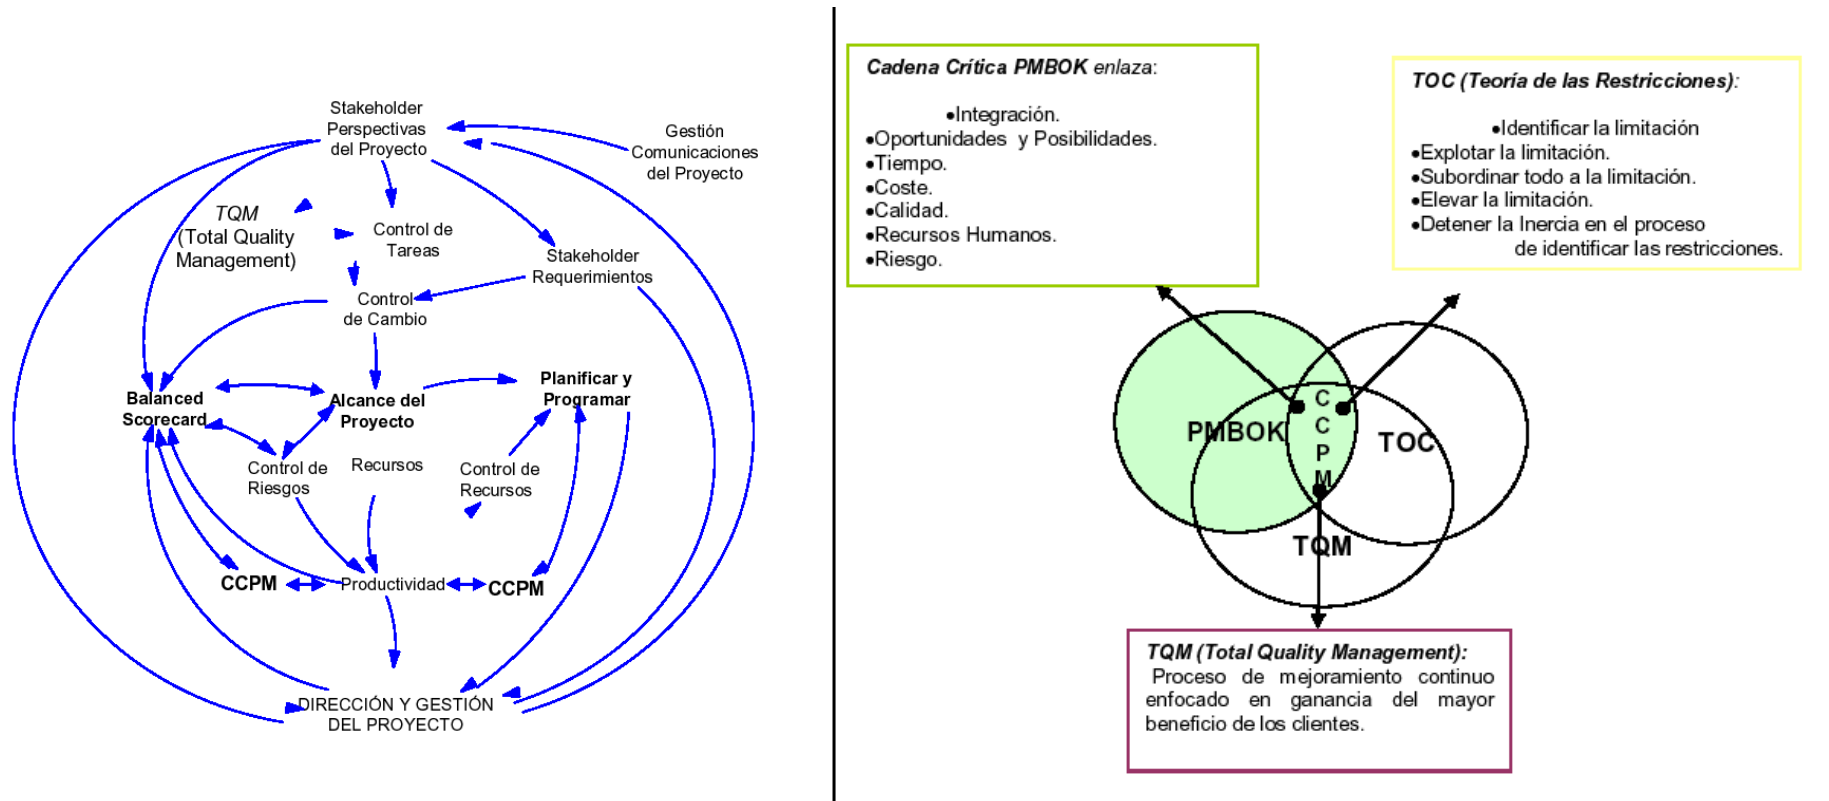 Stakeholder
Perspectivas
del Proyecto
Gestión
Comunicaciones
del Proyecto
TQM
(Total Quality
Management)
Control de
Tareas
Stakeholder
Requerimientos
Control
de Cambio
Balanced
Scorecard
Alcance del
Proyecto
Planificar y
Programar
Control de
Riesgos
Recursos
Control de
Recursos
CCPM
Productividad
CCPM
DIRECCIÓN Y GESTIÓN
DEL PROYECTO
Cadena Crítica PMBOK enlaza:
•Integración.
•Oportunidades y Posibilidades.
•Tiempo.
•Coste.
•Calidad.
•Recursos Humanos.
•Riesgo.
TOC (Teoría de las Restricciones):
•Identificar la limitación
•Explotar la limitación.
•Subordinar todo a la limitación.
•Elevar la limitación.
•Detener la Inercia en el proceso
de identificar las restricciones.
PMBOK
C
C
P
M
TOC
TQM
TQM (Total Quality Management):
Proceso de mejoramiento continuo
enfocado en ganancia del mayor
beneficio de los clientes.